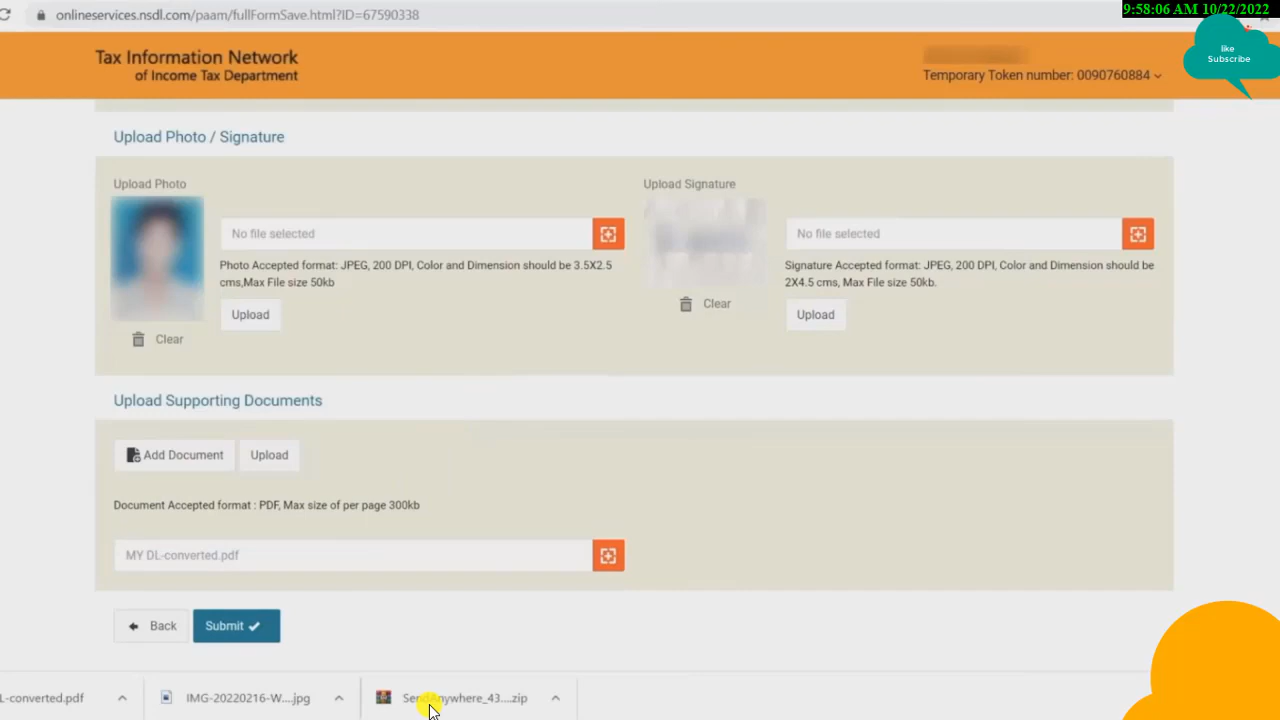 onlineservices.nsdl.com/paam/fullFormSave.html?ID=67590338
9:58:06 AM 10/22/2022
like
Subscribe
Tax Information Network
of Income Tax Department
Temporary Token number: 0090760884
Upload Photo / Signature
Upload Photo
Upload Signature
No file selected
No file selected
Photo Accepted format: JPEG, 200 DPI, Color and Dimension should be 3.5X2.5
cms,Max File size 50kb
Signature Accepted format: JPEG, 200 DPI, Color and Dimension should be
2X4.5 cms, Max File size 50kb.
Clear
Upload
Upload
Clear
Upload Supporting Documents
Add Document
Upload
Document Accepted format : PDF, Max size of per page 300kb
MY DL-converted.pdf
Back
Submit
L-converted.pdf
IMG-20220216-W....jpg
SendAnywhere_43....zip